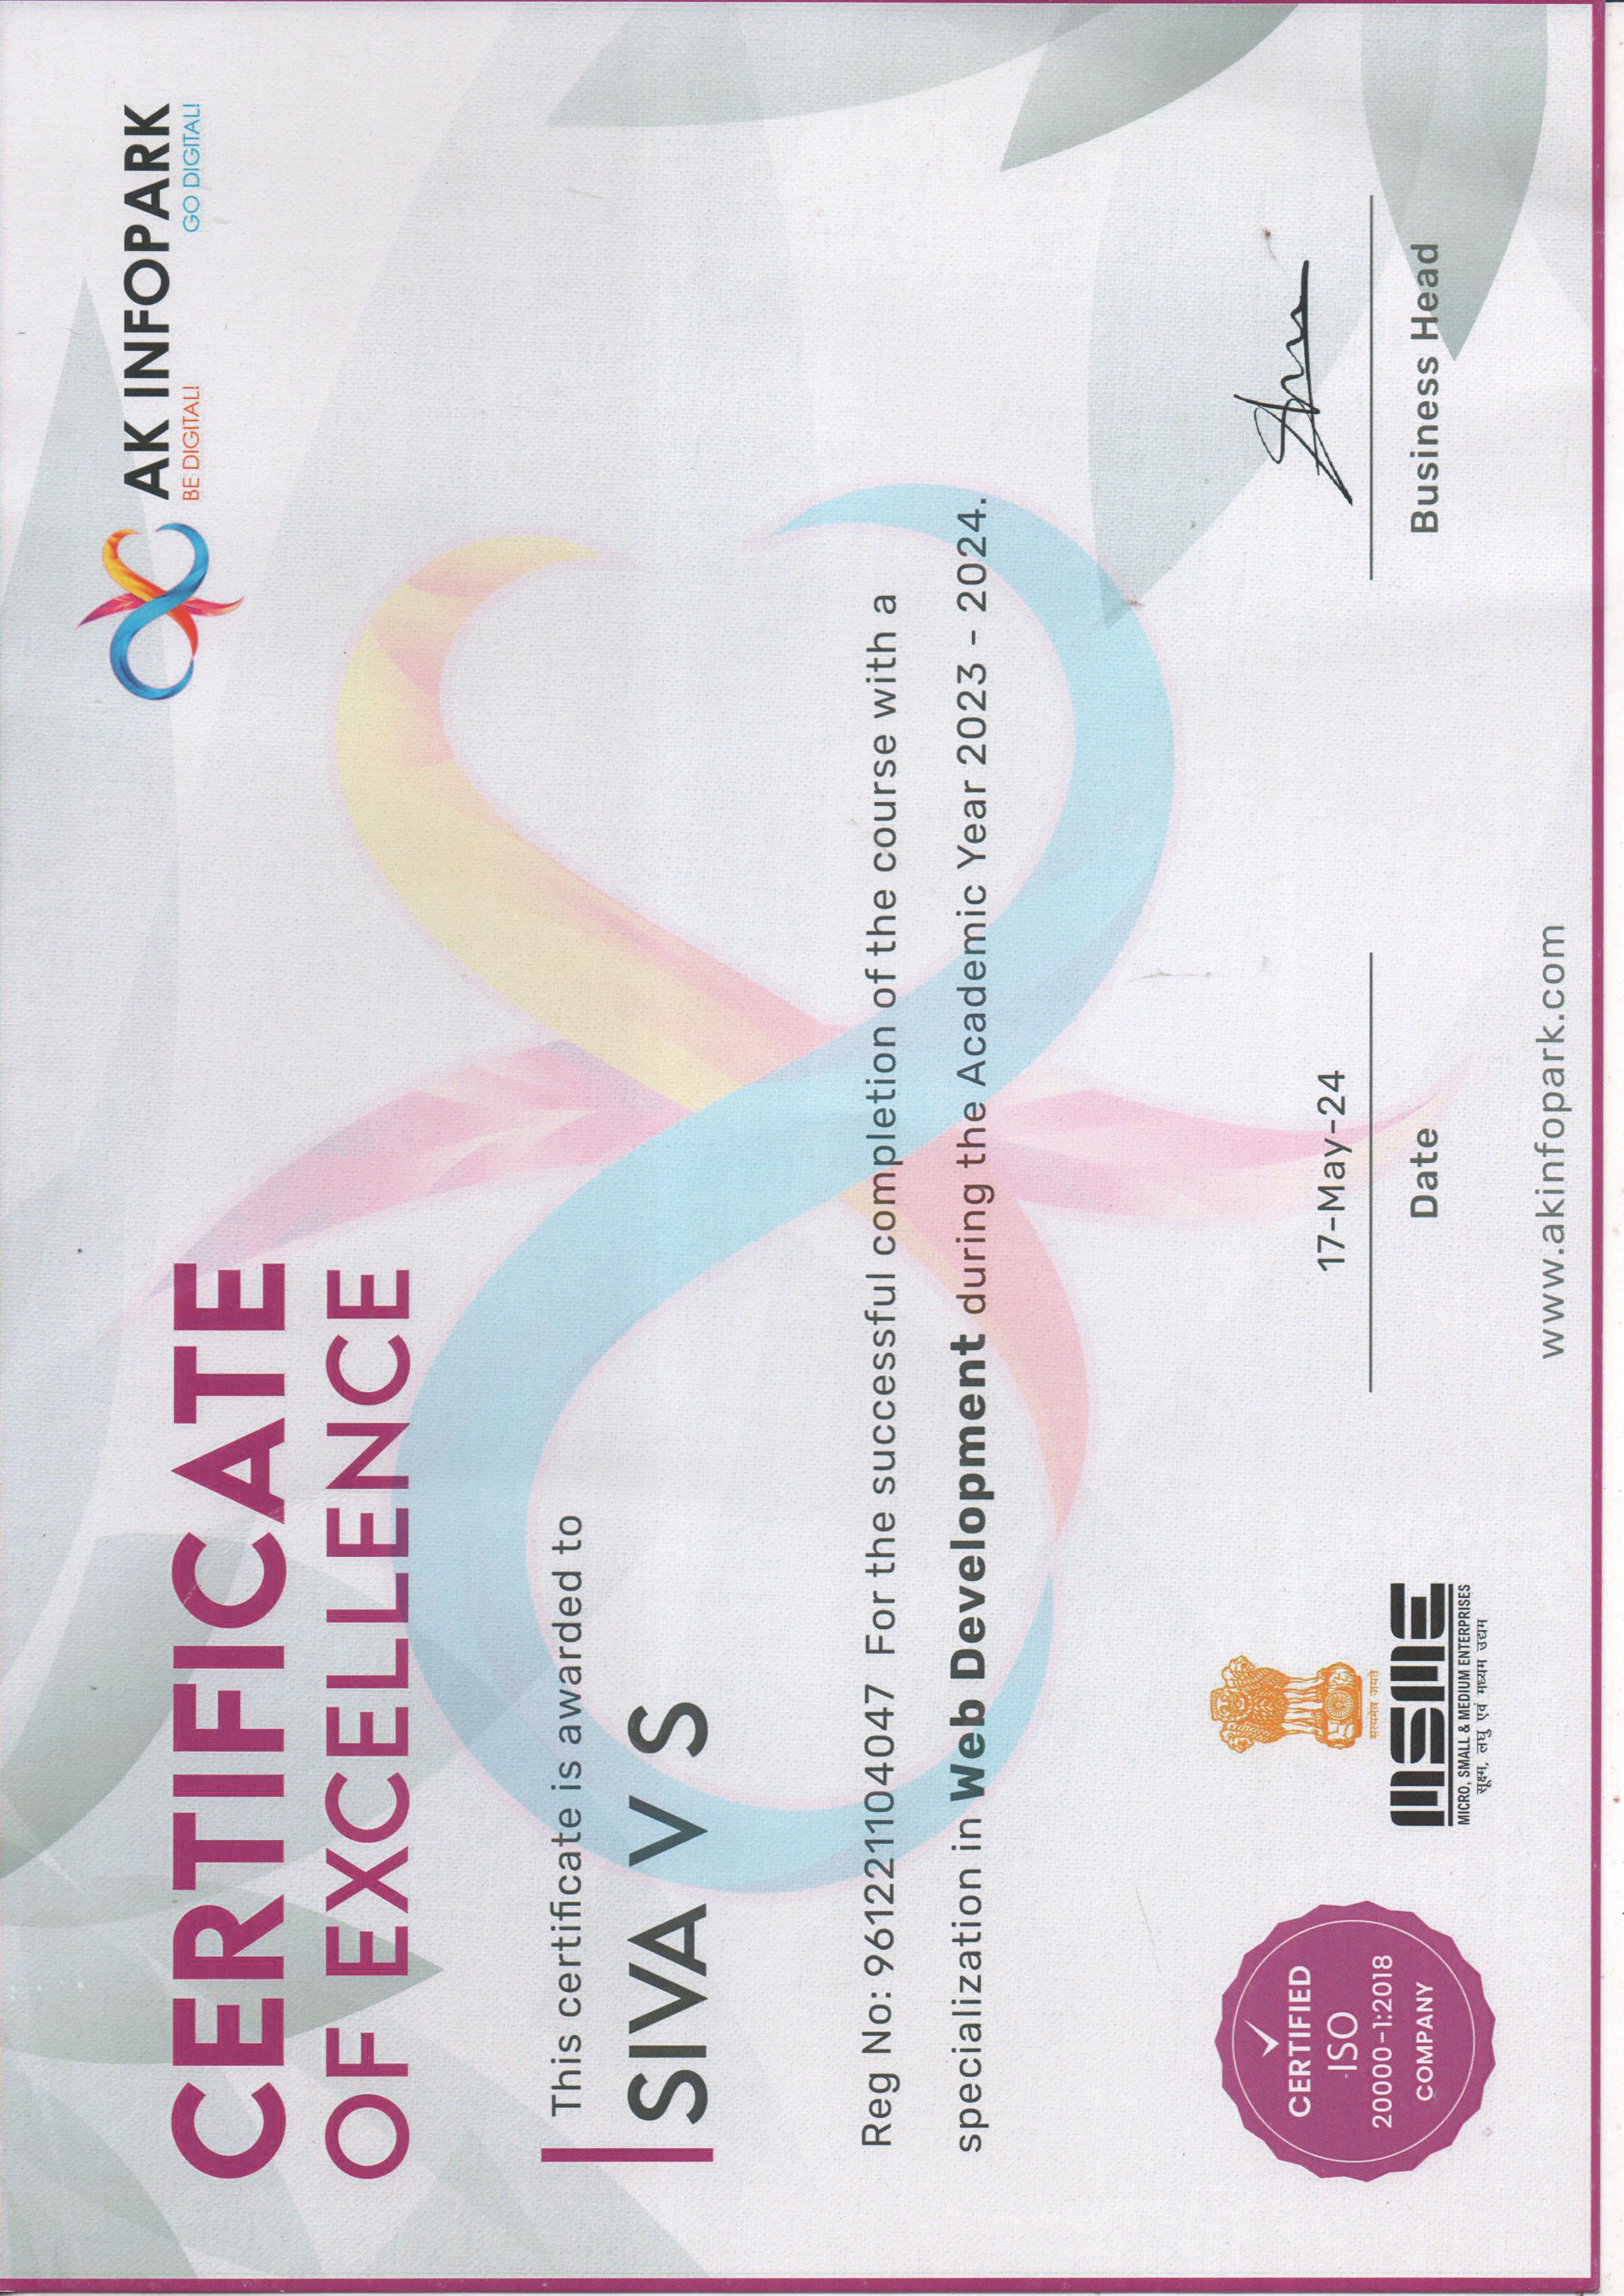 AK INFOPARK
BE DIGITAL! GO DIGITAL!
CERTIFICATE
OF EXCELLENCE
This certificate is awarded to
SIVA V S
Reg No: 961221104047 For the successful completion of the course with a
specialization in Web Development during the Academic Year 2023 - 2024.
CERTIFIED
ISO
20000-1:2018
COMPANY
सत्यमेव जयते
MSME
MICRO, SMALL & MEDIUM ENTERPRISES
सूक्ष्म, लघु एवं मध्यम उद्यम
17-May-24
Date
Business Head
www.akinfopark.com